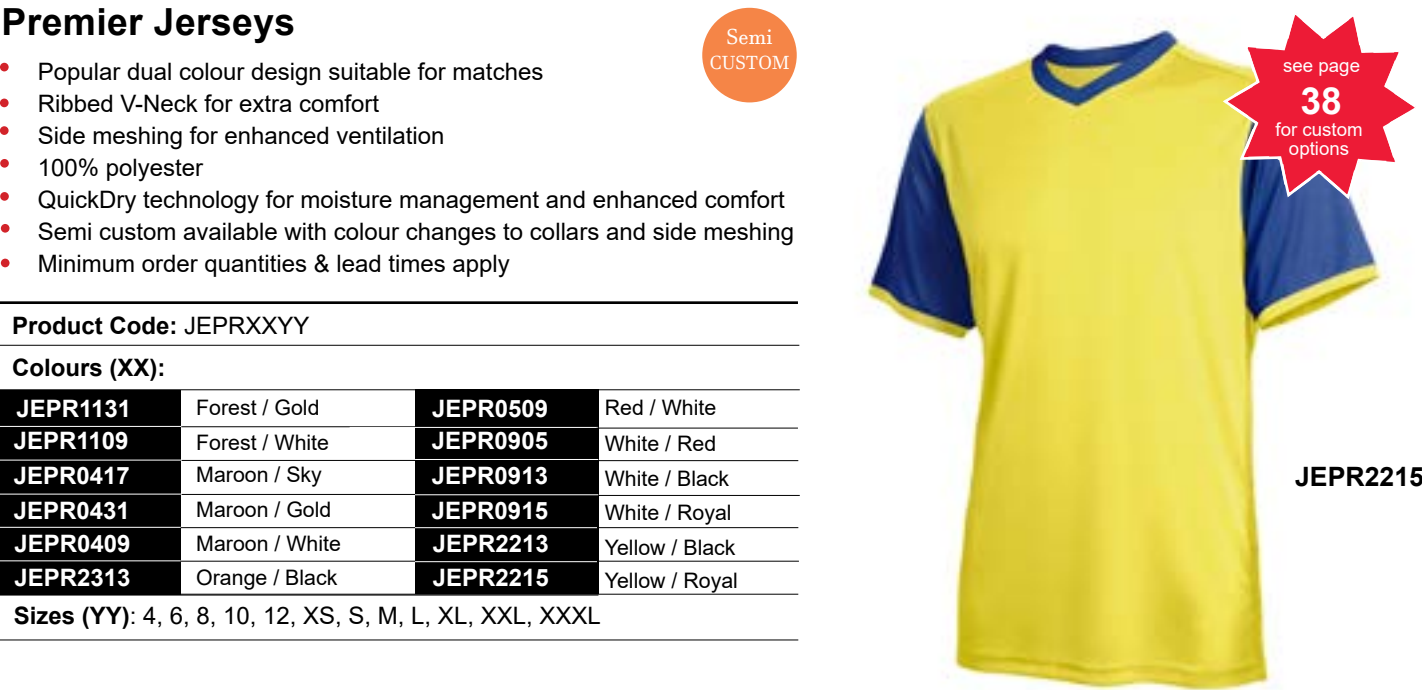 Premier Jerseys
Semi
CUSTOM
• Popular dual colour design suitable for matches
• Ribbed V-Neck for extra comfort
• Side meshing for enhanced ventilation
• 100% polyester
• QuickDry technology for moisture management and enhanced comfort
• Semi custom available with colour changes to collars and side meshing
• Minimum order quantities & lead times apply
Product Code: JEPRXXYY
Colours (XX):
JEPR1131 Forest / Gold JEPR0509 Red / White
JEPR1109 Forest / White JEPR0905 White / Red
JEPR0417 Maroon / Sky JEPR0913 White / Black
JEPR0431 Maroon / Gold JEPR0915 White / Royal
JEPR0409 Maroon / White JEPR2213 Yellow / Black
JEPR2313 Orange / Black JEPR2215 Yellow / Royal
Sizes (YY): 4, 6, 8, 10, 12, XS, S, M, L, XL, XXL, XXXL
see page
38
for custom
options
JEPR2215